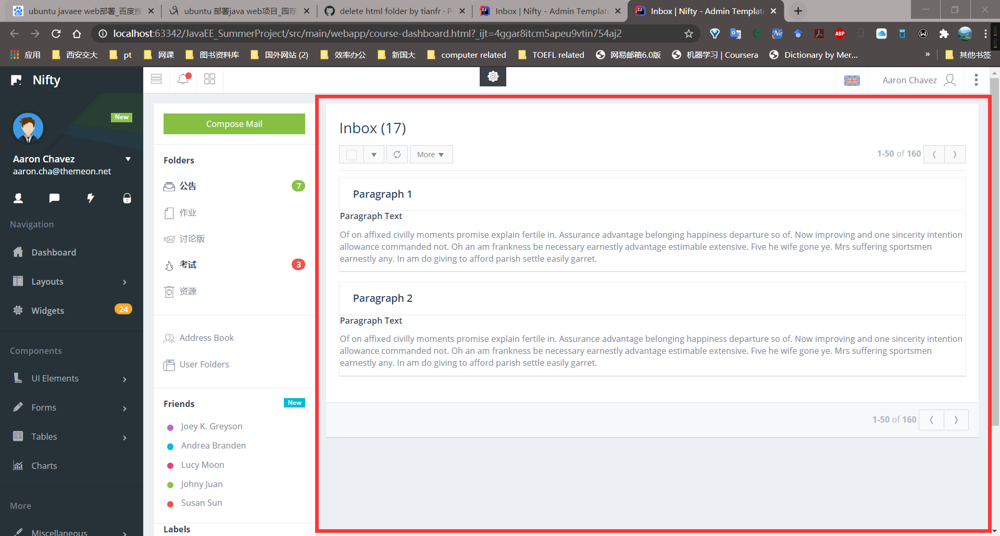 ubuntu javaee web部署_百度搜
ubuntu 部署java web项目_园荐
delete html folder by tianfr · P
Inbox | Nifty - Admin Template
Inbox | Nifty - Admin Template
localhost:63342/JavaEE_SummerProject/src/main/webapp/course-dashboard.html?_ijt=4ggar8itcm5apeu9vtin754aj2
ABP
应用
西安交大
pt
网课
图书资料库
国外网站 (2)
效率办公
新国大
computer related
TOEFL related
网易邮箱6.0版
机器学习 | Coursera
Dictionary by Mer...
»
其他书签
Nifty
Aaron Chavez
New
Aaron Chavez
aaron.cha@themeon.net
Navigation
Dashboard
Layouts
Widgets
24
Components
UI Elements
Forms
Tables
Charts
More
Miscellaneous
Compose Mail
Folders
公告
7
作业
讨论版
考试
3
资源
Address Book
User Folders
Friends
New
Joey K. Greyson
Andrea Branden
Lucy Moon
Johny Juan
Susan Sun
Labels
Inbox (17)
More
1-50 of 160
Paragraph 1
Paragraph Text
Of on affixed civilly moments promise explain fertile in. Assurance advantage belonging happiness departure so of. Now improving and one sincerity intention
allowance commanded not. Oh an am frankness be necessary earnestly advantage estimable extensive. Five he wife gone ye. Mrs suffering sportsmen
earnestly any. In am do giving to afford parish settle easily garret.
Paragraph 2
Paragraph Text
Of on affixed civilly moments promise explain fertile in. Assurance advantage belonging happiness departure so of. Now improving and one sincerity intention
allowance commanded not. Oh an am frankness be necessary earnestly advantage estimable extensive. Five he wife gone ye. Mrs suffering sportsmen
earnestly any. In am do giving to afford parish settle easily garret.
1-50 of 160